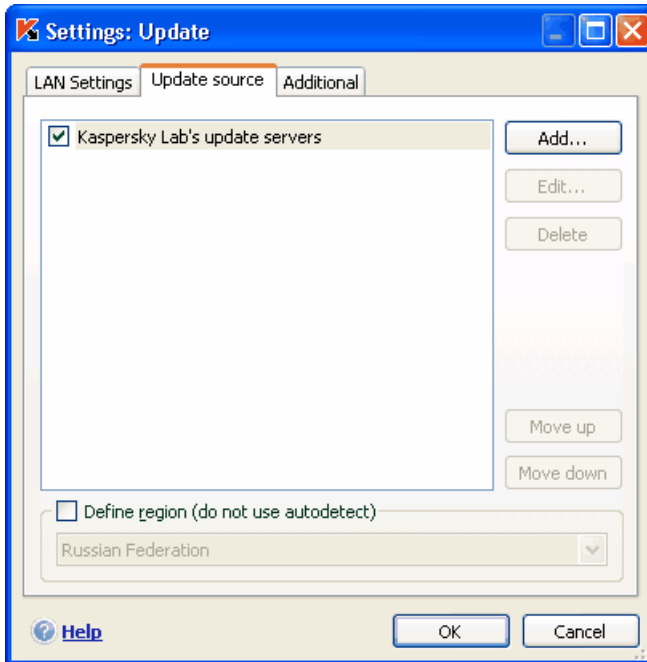 Settings: Update
LAN Settings Update source Additional
Kaspersky Lab's update servers
Add...
Edit...
Delete
Move up
Move down
Define region (do not use autodetect)
Russian Federation
Help OK Cancel